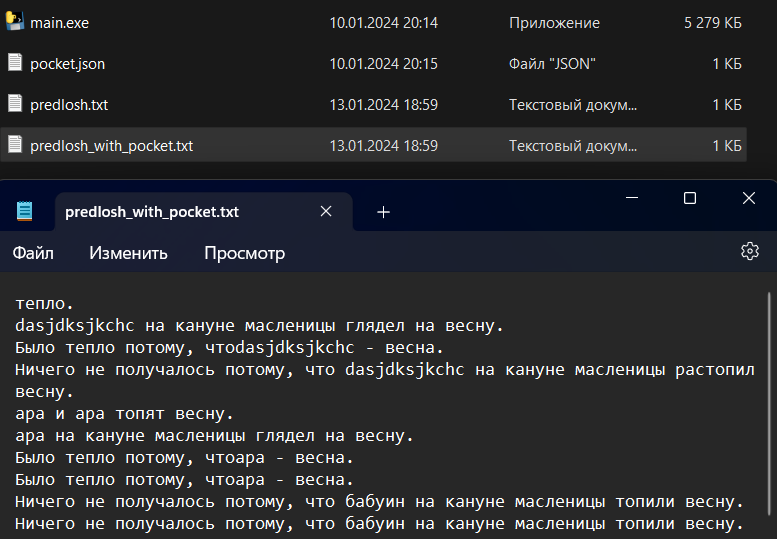 main.exe 10.01.2024 20:14 Приложение 5 279 КБ
pocket.json 10.01.2024 20:15 Файл "JSON" 1 КБ
predlosh.txt 13.01.2024 18:59 Текстовый докум... 1 КБ
predlosh_with_pocket.txt 13.01.2024 18:59 Текстовый докум... 1 КБ
predlosh_with_pocket.txt
Файл Изменить Просмотр
тепло.
dasjdksjkchc на кануне масленицы глядел на весну.
Было тепло потому, чтоdasjdksjkchc - весна.
Ничего не получалось потому, что dasjdksjkchc на кануне масленицы растопил
весну.
ара и ара топят весну.
ара на кануне масленицы глядел на весну.
Было тепло потому, чтоара - весна.
Было тепло потому, чтоара - весна.
Ничего не получалось потому, что бабуин на кануне масленицы топили весну.
Ничего не получалось потому, что бабуин на кануне масленицы топили весну.